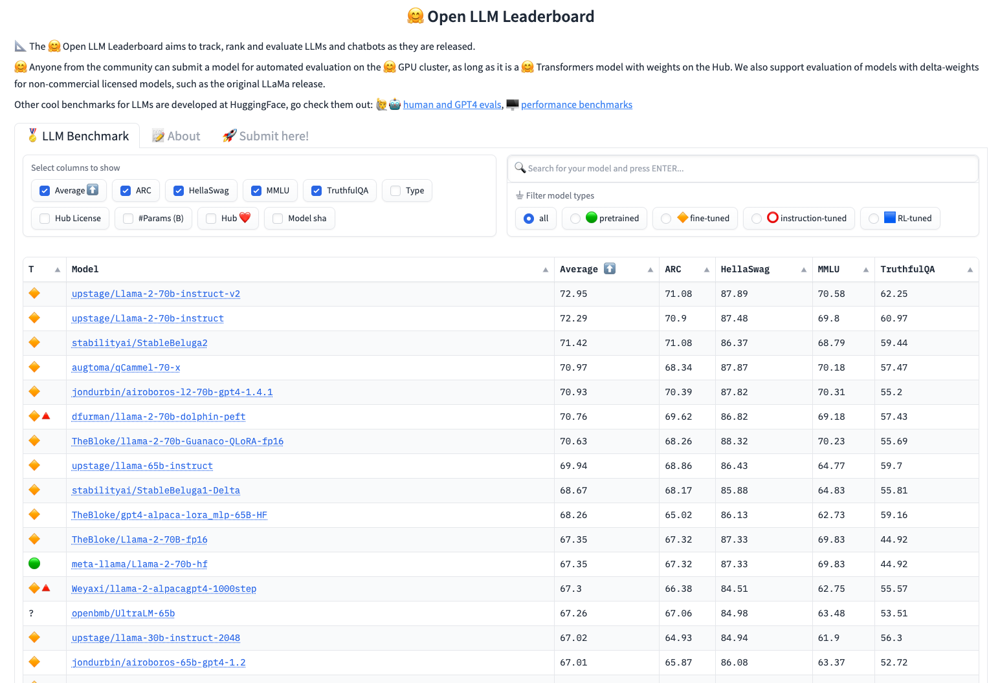 🤗 Open LLM Leaderboard
📐 The 🤗 Open LLM Leaderboard aims to track, rank and evaluate LLMs and chatbots as they are released.
🤗 Anyone from the community can submit a model for automated evaluation on the 🤗 GPU cluster, as long as it is a 🤗 Transformers model with weights on the Hub. We also support evaluation of models with delta-weights
for non-commercial licensed models, such as the original LLaMa release.
Other cool benchmarks for LLMs are developed at HuggingFace, go check them out: 🙋🤖 human and GPT4 evals, 🖥️ performance benchmarks
🏅 LLM Benchmark 📝 About 🚀 Submit here!
Select columns to show
Average ⬆️ ARC HellaSwag MMLU TruthfulQA Type
Hub License #Params (B) Hub ❤️ Model sha
🔍 Search for your model and press ENTER...
⏚ Filter model types
all 🟢 pretrained 🔶 fine-tuned ⭕ instruction-tuned 🟦 RL-tuned
T Model Average ⬆️ ARC HellaSwag MMLU TruthfulQA
🔶 upstage/Llama-2-70b-instruct-v2 72.95 71.08 87.89 70.58 62.25
🔶 upstage/Llama-2-70b-instruct 72.29 70.9 87.48 69.8 60.97
🔶 stabilityai/StableBeluga2 71.42 71.08 86.37 68.79 59.44
🔶 augtoma/qCammel-70-x 70.97 68.34 87.87 70.18 57.47
🔶 jondurbin/airoboros-l2-70b-gpt4-1.4.1 70.93 70.39 87.82 70.31 55.2
🔶🔺 dfurman/llama-2-70b-dolphin-peft 70.76 69.62 86.82 69.18 57.43
🔶 TheBloke/llama-2-70b-Guanaco-QLoRA-fp16 70.63 68.26 88.32 70.23 55.69
🔶 upstage/llama-65b-instruct 69.94 68.86 86.43 64.77 59.7
🔶 stabilityai/StableBeluga1-Delta 68.67 68.17 85.88 64.83 55.81
🔶 TheBloke/gpt4-alpaca-lora_mlp-65B-HF 68.26 65.02 86.13 62.73 59.16
🔶 TheBloke/Llama-2-70B-fp16 67.35 67.32 87.33 69.83 44.92
🟢 meta-llama/Llama-2-70b-hf 67.35 67.32 87.33 69.83 44.92
🔶🔺 Weyaxi/llama-2-alpacagpt4-1000step 67.3 66.38 84.51 62.75 55.57
? openbmb/UltraLM-65b 67.26 67.06 84.98 63.48 53.51
🔶 upstage/llama-30b-instruct-2048 67.02 64.93 84.94 61.9 56.3
🔶 jondurbin/airoboros-65b-gpt4-1.2 67.01 65.87 86.08 63.37 52.72